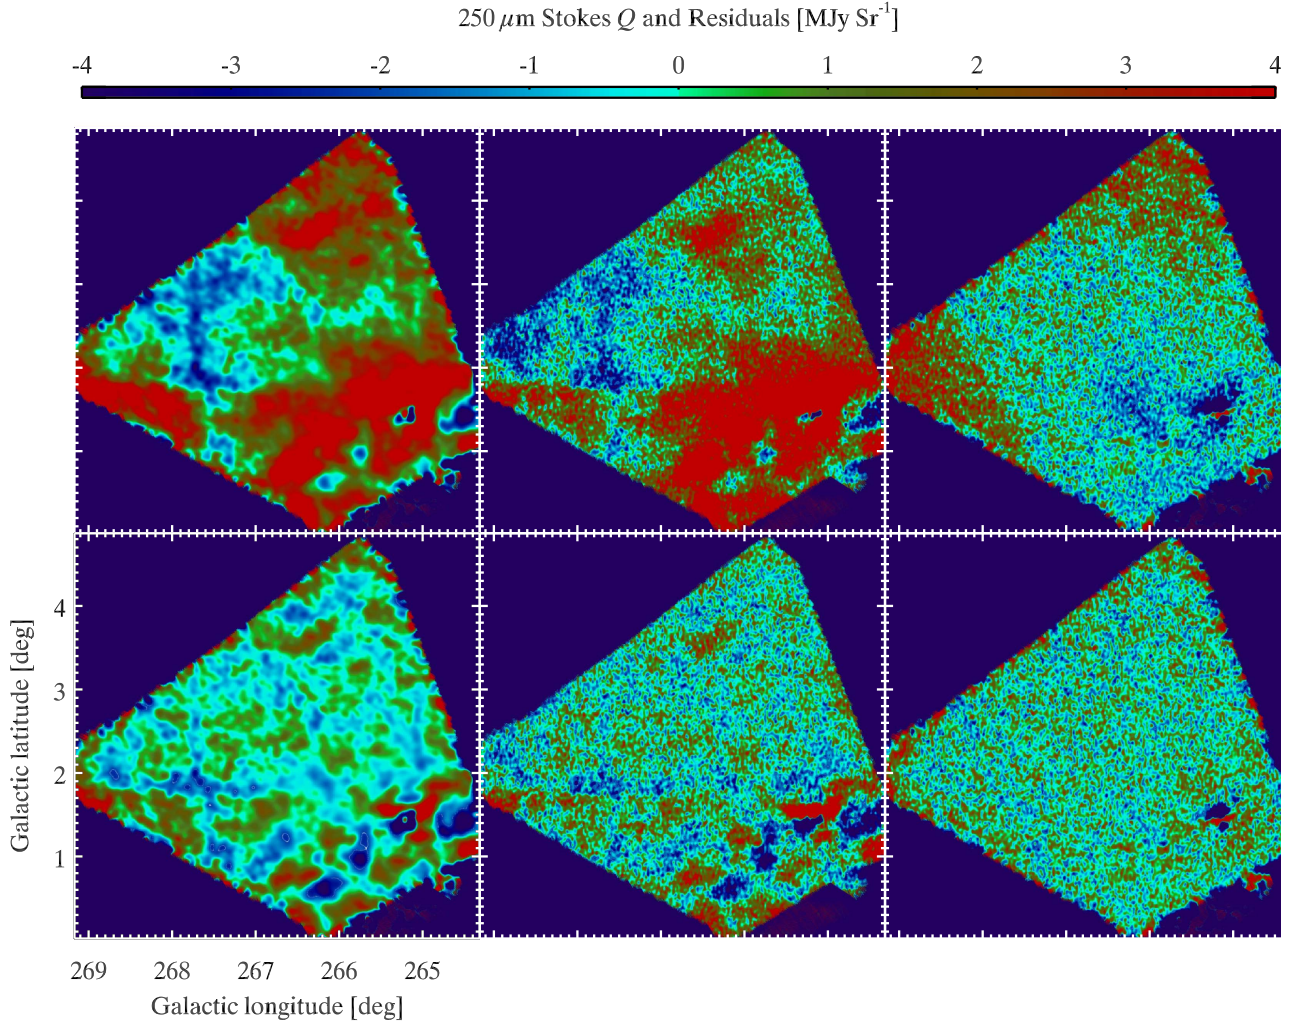 250 μm Stokes Q and Residuals [MJy Sr⁻¹]
-4 -3 -2 -1 0 1 2 3 4
4
3
2
1
Galactic latitude [deg]
269 268 267 266 265
Galactic longitude [deg]